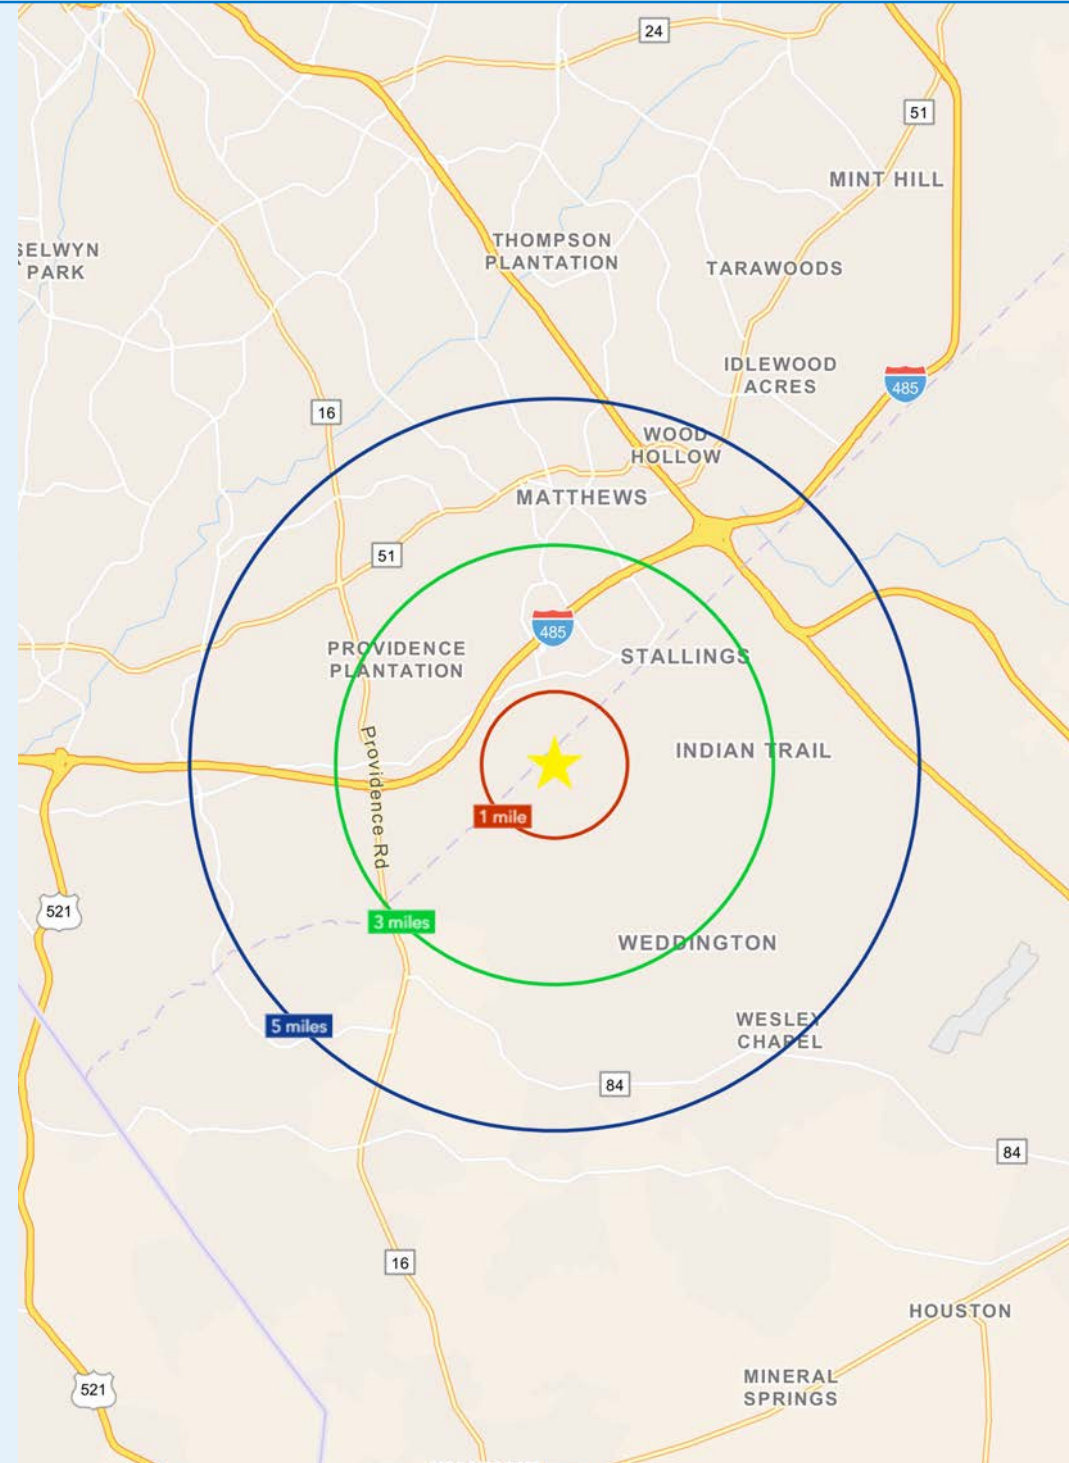 24
51
MINT HILL
SELWYN
PARK
THOMPSON
PLANTATION
TARAWOODS
IDLEWOOD
ACRES
485
16
WOOD
HOLLOW
MATTHEWS
51
485
PROVIDENCE
PLANTATION
STALLINGS
Providence Rd
INDIAN TRAIL
1 mile
521
3 miles
WEDDINGTON
5 miles
WESLEY
CHAPEL
84
84
16
HOUSTON
521
MINERAL
SPRINGS